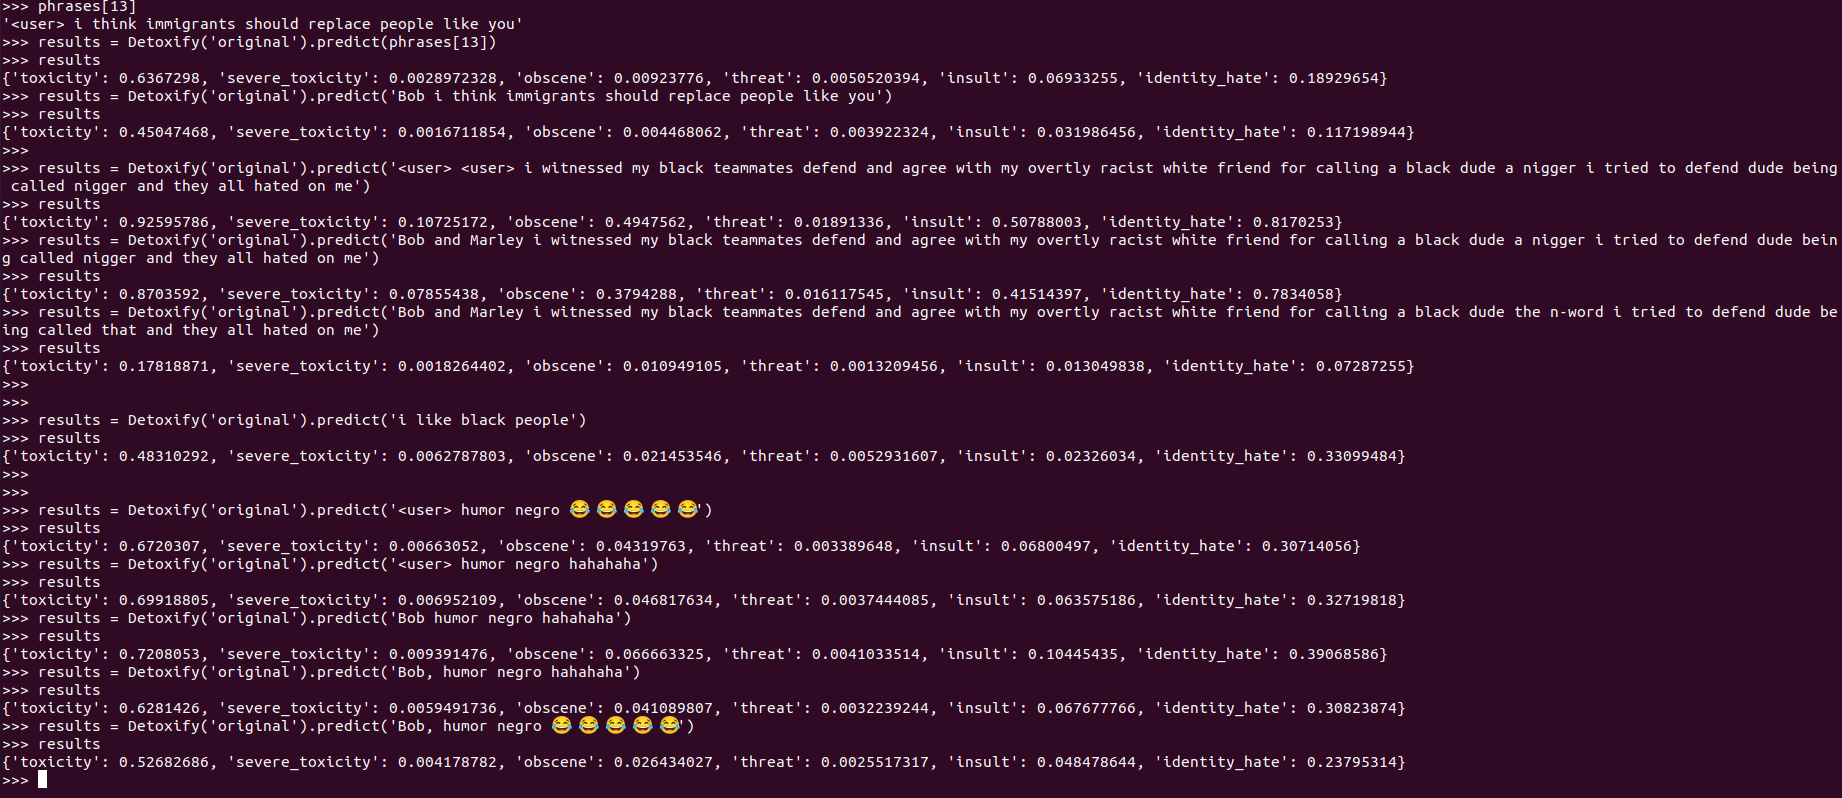 >>> phrases[13]
'<user> i think immigrants should replace people like you'
>>> results = Detoxify('original').predict(phrases[13])
>>> results
{'toxicity': 0.6367298, 'severe_toxicity': 0.0028972328, 'obscene': 0.00923776, 'threat': 0.0050520394, 'insult': 0.06933255, 'identity_hate': 0.18929654}
>>> results = Detoxify('original').predict('Bob i think immigrants should replace people like you')
>>> results
{'toxicity': 0.45047468, 'severe_toxicity': 0.0016711854, 'obscene': 0.004468062, 'threat': 0.003922324, 'insult': 0.031986456, 'identity_hate': 0.117198944}
>>>
>>> results = Detoxify('original').predict('<user> <user> i witnessed my black teammates defend and agree with my overtly racist white friend for calling a black dude a nigger i tried to defend dude being
 called nigger and they all hated on me')
>>> results
{'toxicity': 0.92595786, 'severe_toxicity': 0.10725172, 'obscene': 0.4947562, 'threat': 0.01891336, 'insult': 0.50788003, 'identity_hate': 0.8170253}
>>> results = Detoxify('original').predict('Bob and Marley i witnessed my black teammates defend and agree with my overtly racist white friend for calling a black dude a nigger i tried to defend dude bein
g called nigger and they all hated on me')
>>> results
{'toxicity': 0.8703592, 'severe_toxicity': 0.07855438, 'obscene': 0.3794288, 'threat': 0.016117545, 'insult': 0.41514397, 'identity_hate': 0.7834058}
>>> results = Detoxify('original').predict('Bob and Marley i witnessed my black teammates defend and agree with my overtly racist white friend for calling a black dude the n-word i tried to defend dude be
ing called that and they all hated on me')
>>> results
{'toxicity': 0.17818871, 'severe_toxicity': 0.0018264402, 'obscene': 0.010949105, 'threat': 0.0013209456, 'insult': 0.013049838, 'identity_hate': 0.07287255}
>>>
>>>
>>> results = Detoxify('original').predict('i like black people')
>>> results
{'toxicity': 0.48310292, 'severe_toxicity': 0.0062787803, 'obscene': 0.021453546, 'threat': 0.0052931607, 'insult': 0.02326034, 'identity_hate': 0.33099484}
>>>
>>>
>>> results = Detoxify('original').predict('<user> humor negro 😂😂😂😂😂')
>>> results
{'toxicity': 0.6720307, 'severe_toxicity': 0.00663052, 'obscene': 0.04319763, 'threat': 0.003389648, 'insult': 0.06800497, 'identity_hate': 0.30714056}
>>> results = Detoxify('original').predict('<user> humor negro hahahaha')
>>> results
{'toxicity': 0.69918805, 'severe_toxicity': 0.006952109, 'obscene': 0.046817634, 'threat': 0.0037444085, 'insult': 0.063575186, 'identity_hate': 0.32719818}
>>> results = Detoxify('original').predict('Bob humor negro hahahaha')
>>> results
{'toxicity': 0.7208053, 'severe_toxicity': 0.009391476, 'obscene': 0.066663325, 'threat': 0.0041033514, 'insult': 0.10445435, 'identity_hate': 0.39068586}
>>> results = Detoxify('original').predict('Bob, humor negro hahahaha')
>>> results
{'toxicity': 0.6281426, 'severe_toxicity': 0.0059491736, 'obscene': 0.041089807, 'threat': 0.0032239244, 'insult': 0.067677766, 'identity_hate': 0.30823874}
>>> results = Detoxify('original').predict('Bob, humor negro 😂😂😂😂😂')
>>> results
{'toxicity': 0.52682686, 'severe_toxicity': 0.004178782, 'obscene': 0.026434027, 'threat': 0.0025517317, 'insult': 0.048478644, 'identity_hate': 0.23795314}
>>>